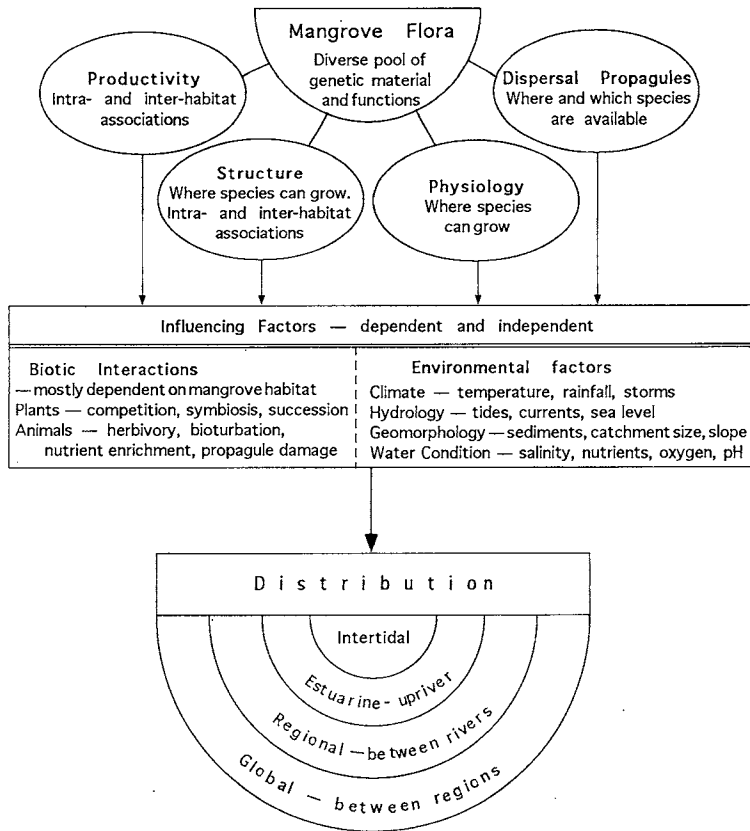 Mangrove Flora
Diverse pool of
genetic material
and functions
Productivity
Intra- and inter-habitat
associations
Dispersal Propagules
Where and which species
are available
Structure
Where species can grow.
Intra- and inter-habitat
associations
Physiology
Where species
can grow
Influencing Factors — dependent and independent
Biotic Interactions
—mostly dependent on mangrove habitat
Plants — competition, symbiosis, succession
Animals — herbivory, bioturbation,
nutrient enrichment, propagule damage
Environmental factors
Climate — temperature, rainfall, storms
Hydrology — tides, currents, sea level
Geomorphology — sediments, catchment size, slope
Water Condition — salinity, nutrients, oxygen, pH
Distribution
Intertidal
Estuarine-upriver
Regional — between rivers
Global — between regions